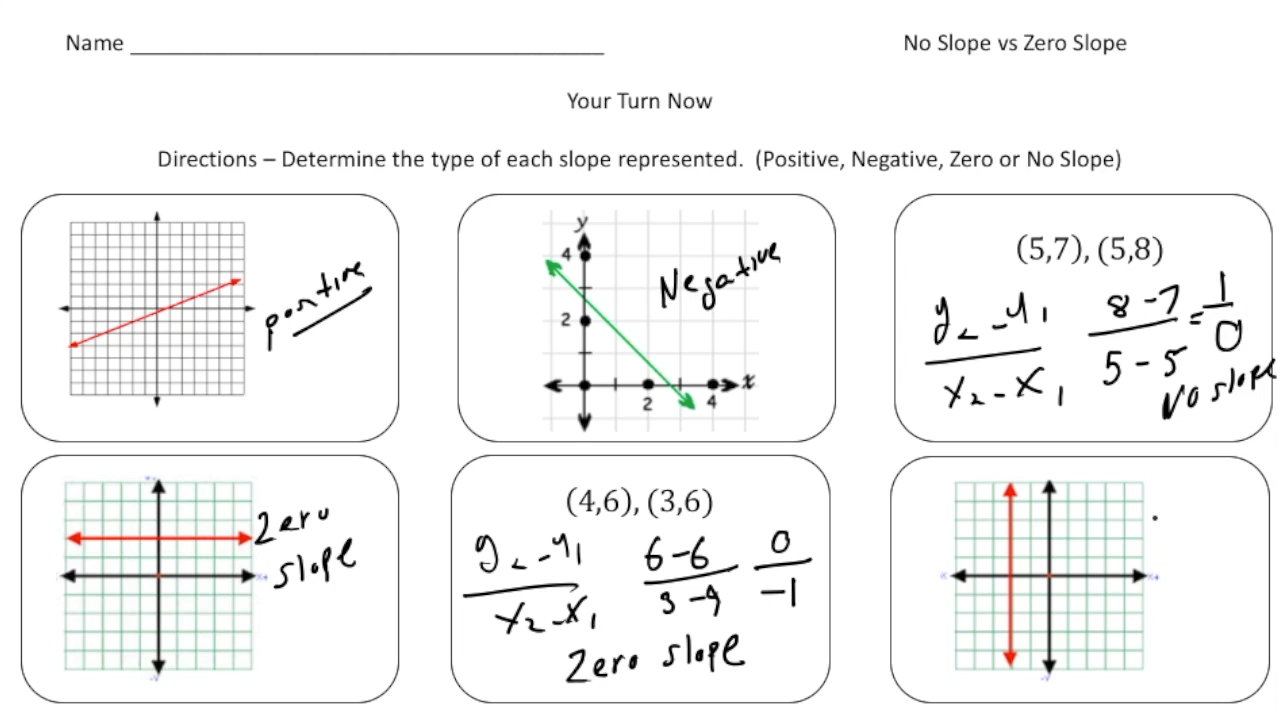 Name ____________________ No Slope vs Zero Slope
Your Turn Now
Directions – Determine the type of each slope represented. (Positive, Negative, Zero or No Slope)
positive
y
4
2
2
4
x
Negative
(5,7), (5,8)
y₂ - y₁ / x₂ - x₁
8 - 7 / 5 - 5 = 1 / 0
No slope
Zero
slope
(4,6), (3,6)
y₂ - y₁ / x₂ - x₁
6 - 6 / 3 - 4
0 / -1
Zero slope